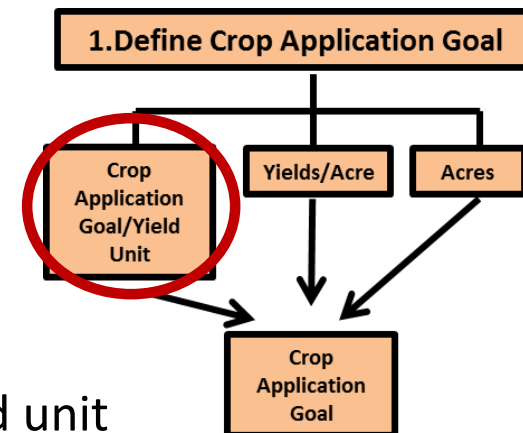 1.Define Crop Application Goal
Crop
Application
Goal/Yield
Unit
Yields/Acre
Acres
Crop
Application
Goal
unit